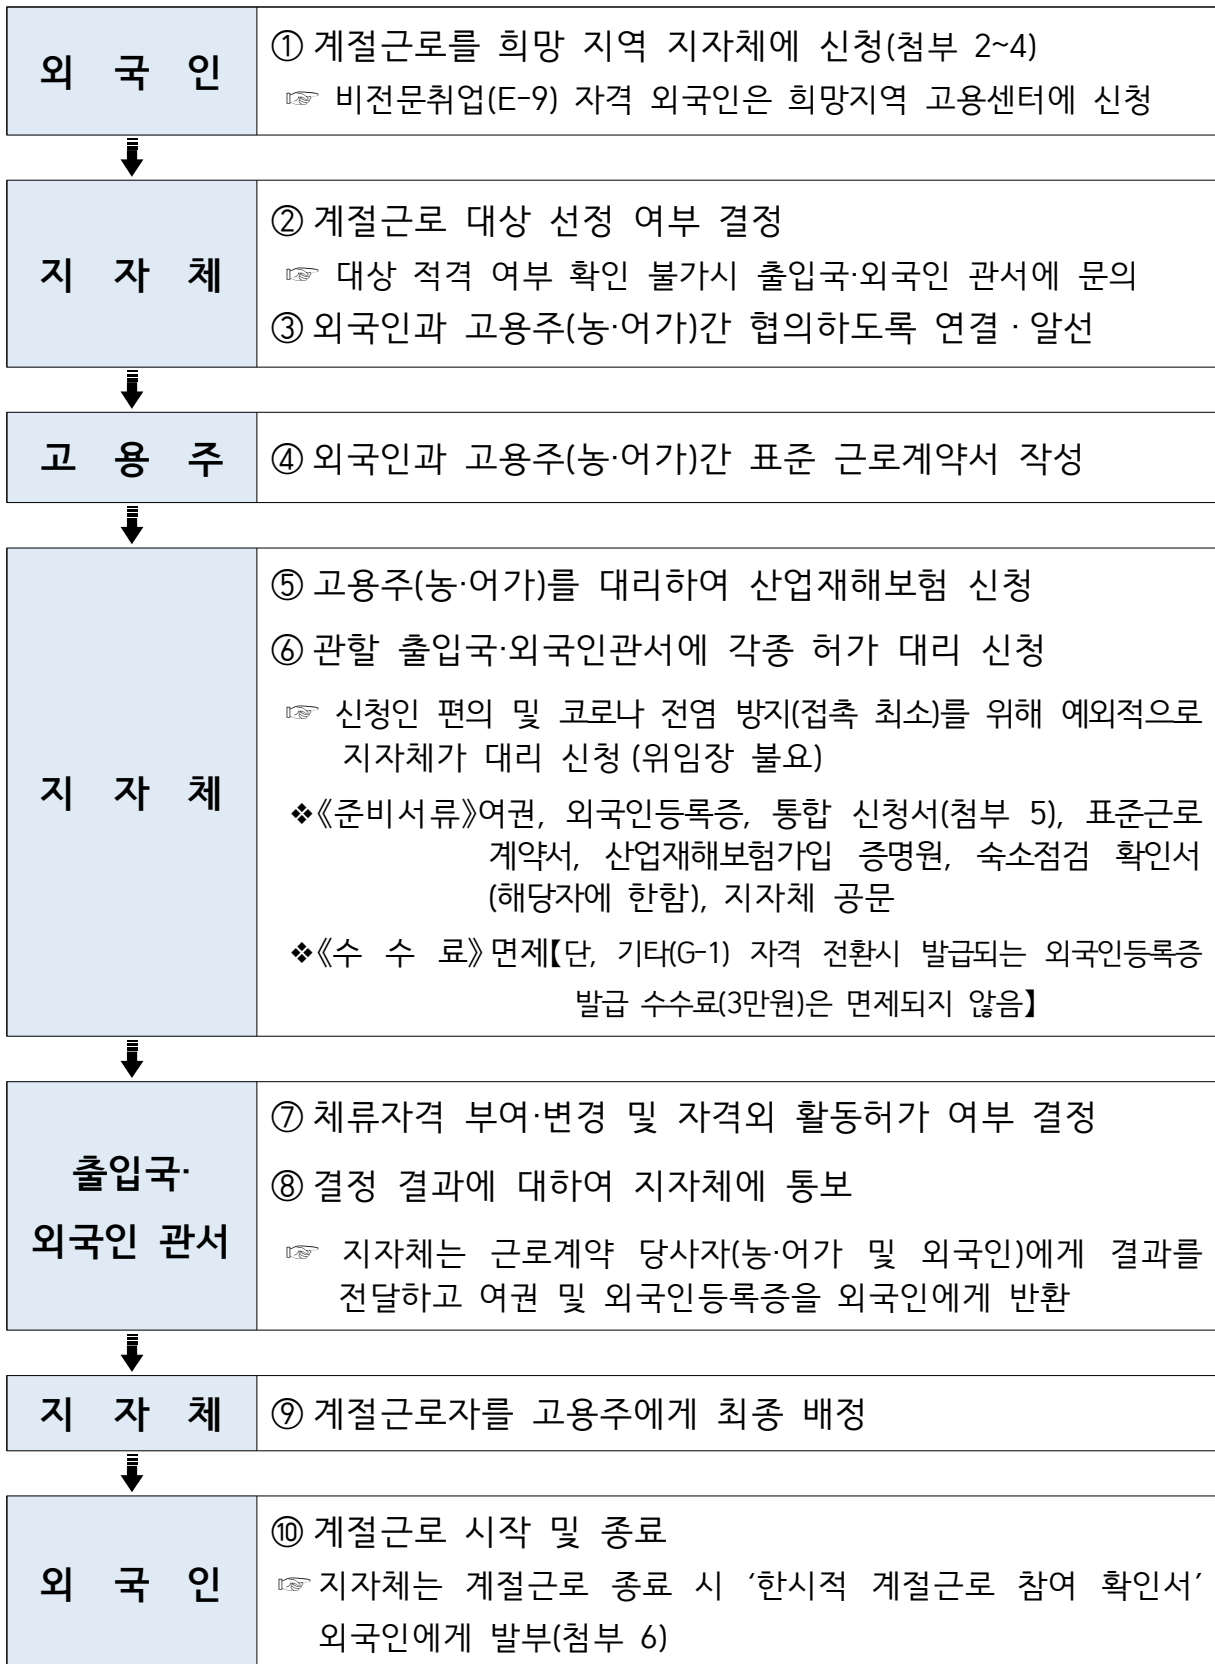 외 국 인
① 계절근로를 희망 지역 지자체에 신청(첨부 2~4)
☞ 비전문취업(E-9) 자격 외국인은 희망지역 고용센터에 신청
지 자 체
② 계절근로 대상 선정 여부 결정
☞ 대상 적격 여부 확인 불가시 출입국·외국인 관서에 문의
③ 외국인과 고용주(농·어가)간 협의하도록 연결 · 알선
고 용 주
④ 외국인과 고용주(농·어가)간 표준 근로계약서 작성
지 자 체
⑤ 고용주(농·어가)를 대리하여 산업재해보험 신청
⑥ 관할 출입국·외국인관서에 각종 허가 대리 신청
☞ 신청인 편의 및 코로나 전염 방지(접촉 최소)를 위해 예외적으로
지자체가 대리 신청 (위임장 불요)
❖《준비서류》여권, 외국인등록증, 통합 신청서(첨부 5), 표준근로
계약서, 산업재해보험가입 증명원, 숙소점검 확인서
(해당자에 한함), 지자체 공문
❖《수 수 료》면제【단, 기타(G-1) 자격 전환시 발급되는 외국인등록증
발급 수수료(3만원)은 면제되지 않음】
출입국·
외국인 관서
⑦ 체류자격 부여·변경 및 자격외 활동허가 여부 결정
⑧ 결정 결과에 대하여 지자체에 통보
☞ 지자체는 근로계약 당사자(농·어가 및 외국인)에게 결과를
전달하고 여권 및 외국인등록증을 외국인에게 반환
지 자 체
⑨ 계절근로자를 고용주에게 최종 배정
외 국 인
⑩ 계절근로 시작 및 종료
☞ 지자체는 계절근로 종료 시 ‘한시적 계절근로 참여 확인서’
외국인에게 발부(첨부 6)